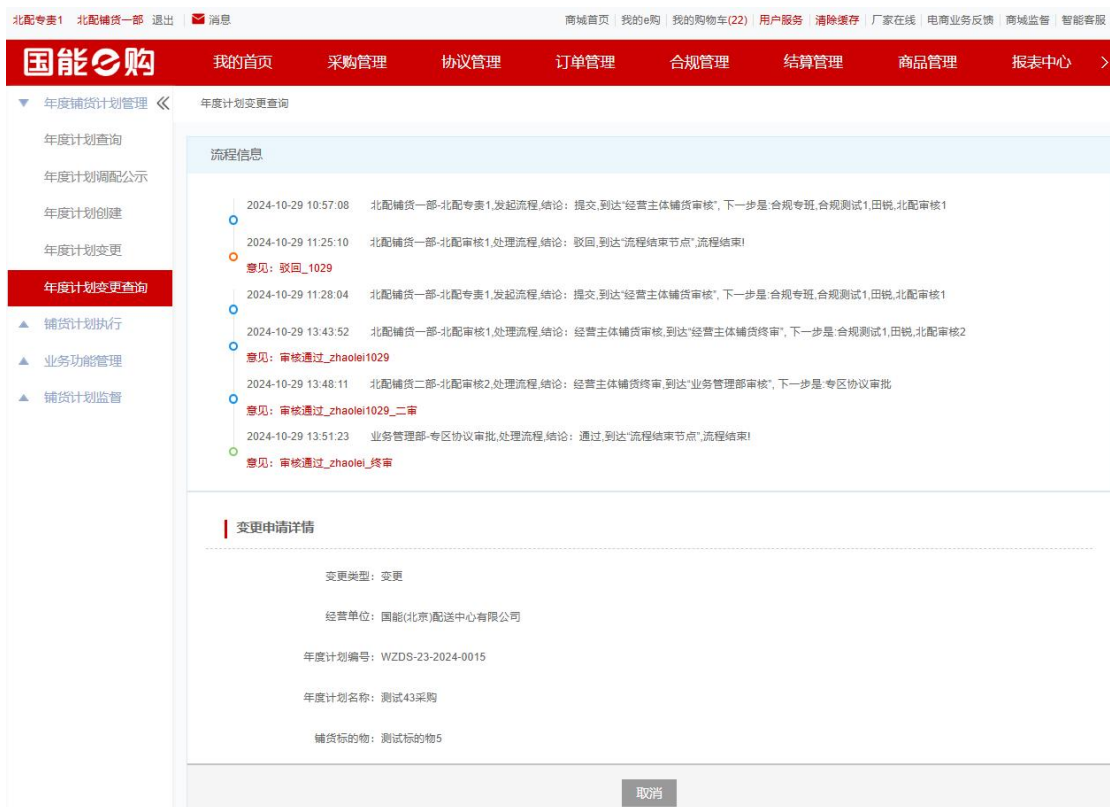 北配专责1 北配铺货一部 退出 消息 商城首页 我的e购 我的购物车(22) 用户服务 清除缓存 厂家在线 电商业务反馈 商城监督 智能客服
国能e购 我的首页 采购管理 协议管理 订单管理 合规管理 结算管理 商品管理 报表中心
年度铺货计划管理
年度计划查询
年度计划调配公示
年度计划创建
年度计划变更
年度计划变更查询
铺货计划执行
业务功能管理
铺货计划监督
年度计划变更查询
流程信息
2024-10-29 10:57:08 北配铺货一部-北配专责1,发起流程,结论：提交,到达“经营主体铺货审核”, 下一步是:合规专班,合规测试1,田锐,北配审核1
2024-10-29 11:25:10 北配铺货一部-北配审核1,处理流程,结论：驳回,到达“流程结束节点”,流程结束!
意见：驳回_1029
2024-10-29 11:28:04 北配铺货一部-北配专责1,发起流程,结论：提交,到达“经营主体铺货审核”, 下一步是:合规专班,合规测试1,田锐,北配审核1
2024-10-29 13:43:52 北配铺货一部-北配审核1,处理流程,结论：经营主体铺货审核,到达“经营主体铺货终审”, 下一步是:合规测试1,田锐,北配审核2
意见：审核通过_zhaolei1029
2024-10-29 13:48:11 北配铺货二部-北配审核2,处理流程,结论：经营主体铺货终审,到达“业务管理部审核”, 下一步是:专区协议审批
意见：审核通过_zhaolei1029_二审
2024-10-29 13:51:23 业务管理部-专区协议审批,处理流程,结论：通过,到达“流程结束节点”,流程结束!
意见：审核通过_zhaolei_终审
变更申请详情
变更类型：变更
经营单位：国能(北京)配送中心有限公司
年度计划编号：WZDS-23-2024-0015
年度计划名称：测试43采购
铺货标的物：测试标的物5
取消